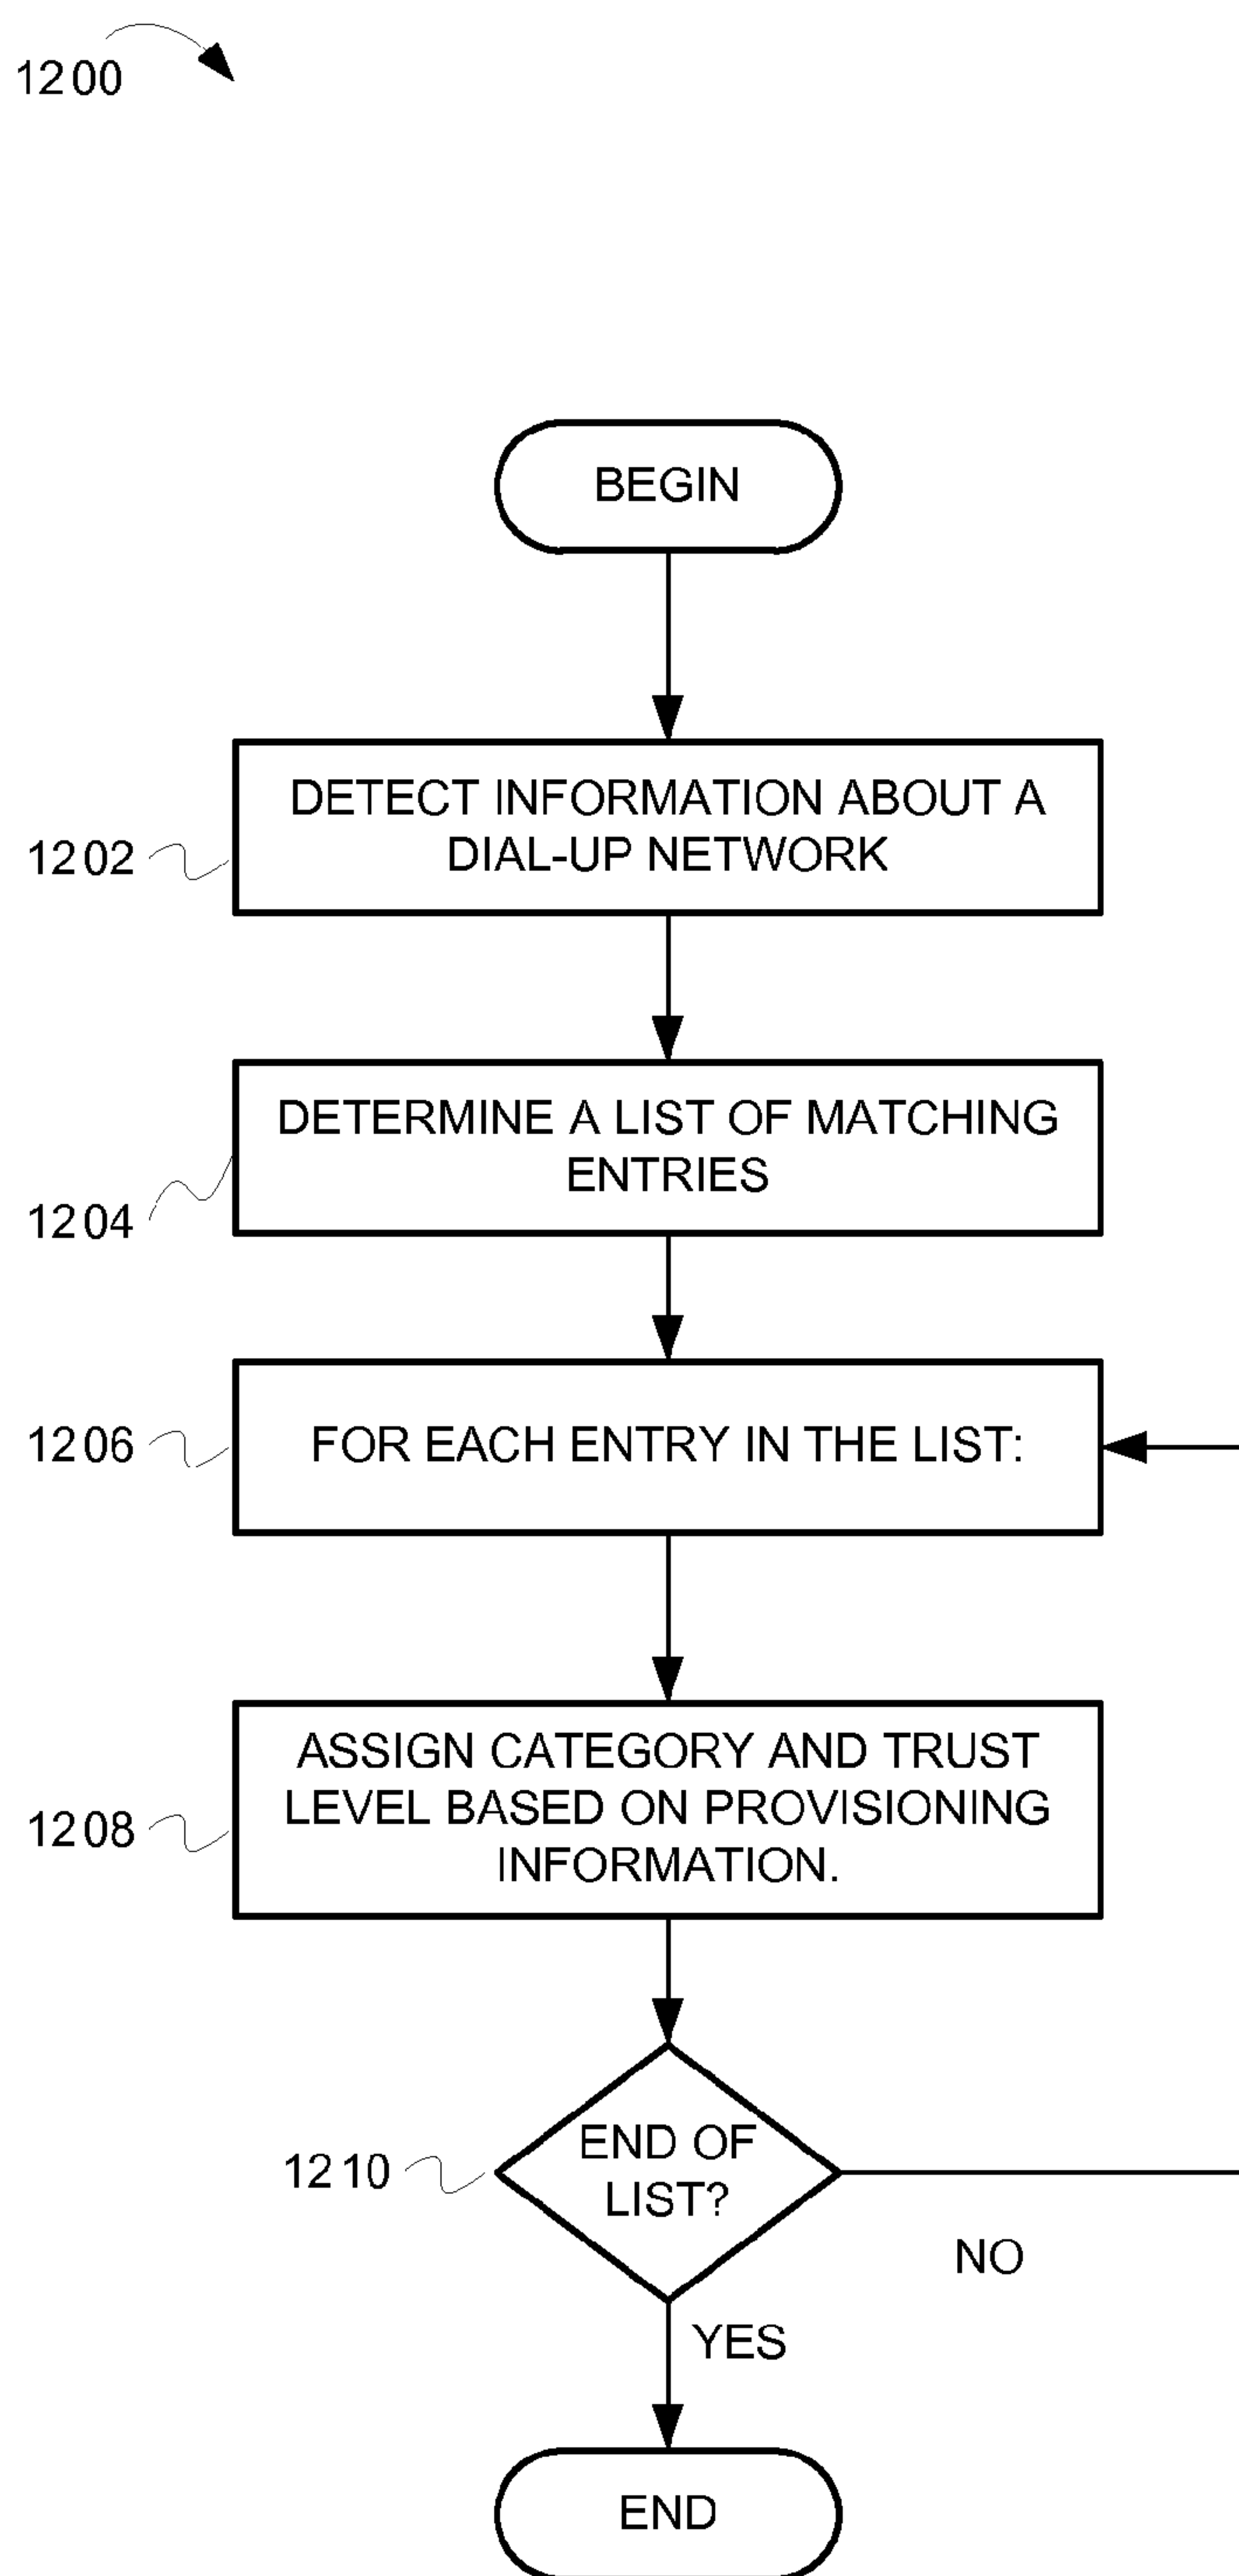 1200
BEGIN
DETECT INFORMATION ABOUT A
DIAL-UP NETWORK
1202
DETERMINE A LIST OF MATCHING
ENTRIES
1204
FOR EACH ENTRY IN THE LIST:
1206
ASSIGN CATEGORY AND TRUST
LEVEL BASED ON PROVISIONING
INFORMATION.
1208
END OF
LIST?
1210
NO
YES
END